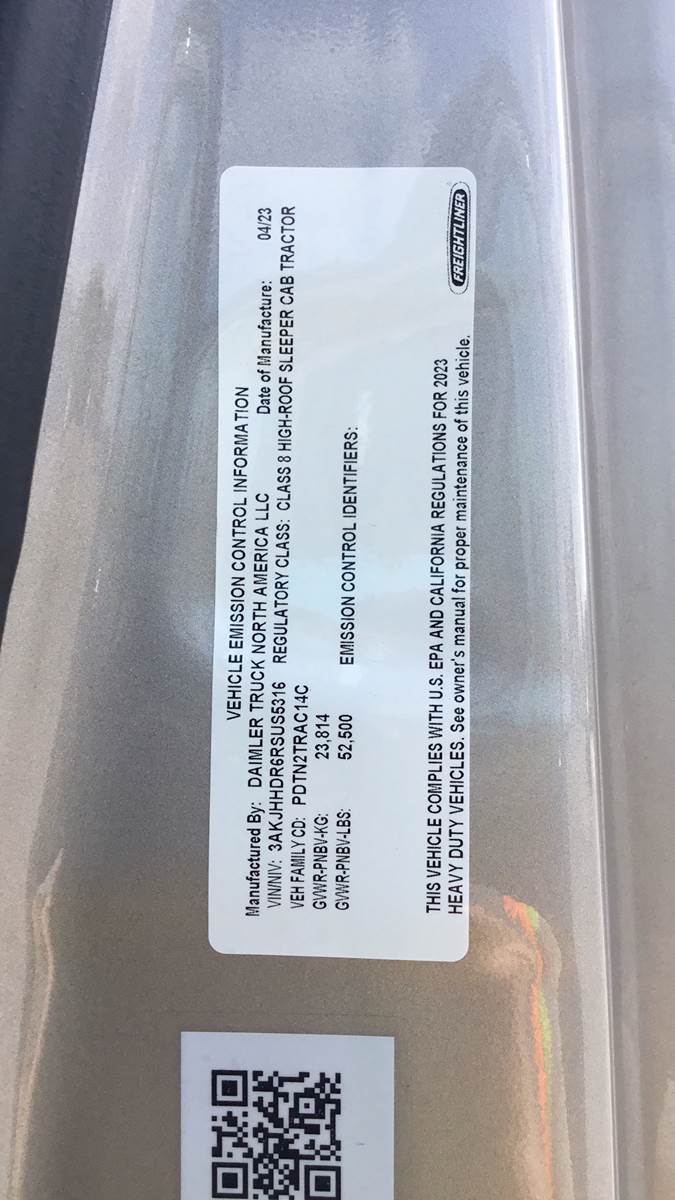 VEHICLE EMISSION CONTROL INFORMATION
Manufactured By: DAIMLER TRUCK NORTH AMERICA LLC Date of Manufacture: 04/23
VIN/NIV: 3AKJHHDR6RSUS5316 REGULATORY CLASS: CLASS 8 HIGH-ROOF SLEEPER CAB TRACTOR
VEH FAMILY CD: PDTN2TRAC14C
GVWR-PNBV-KG: 23,814
GVWR-PNBV-LBS: 52,500 EMISSION CONTROL IDENTIFIERS:
THIS VEHICLE COMPLIES WITH U.S. EPA AND CALIFORNIA REGULATIONS FOR 2023
HEAVY DUTY VEHICLES. See owner's manual for proper maintenance of this vehicle.
FREIGHTLINER